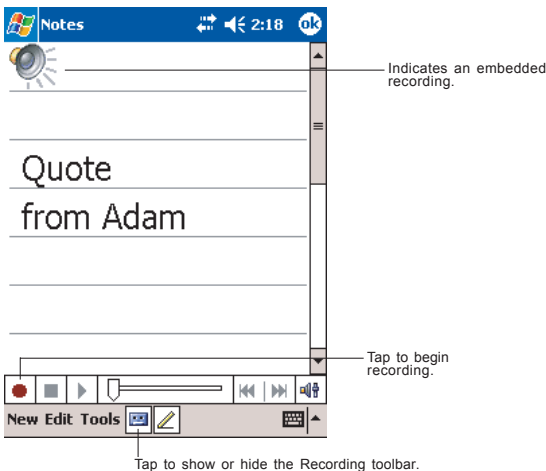 Notes 2:18 ok
Indicates an embedded
recording.
Quote
from Adam
Tap to begin
recording.
New Edit Tools
Tap to show or hide the Recording toolbar.